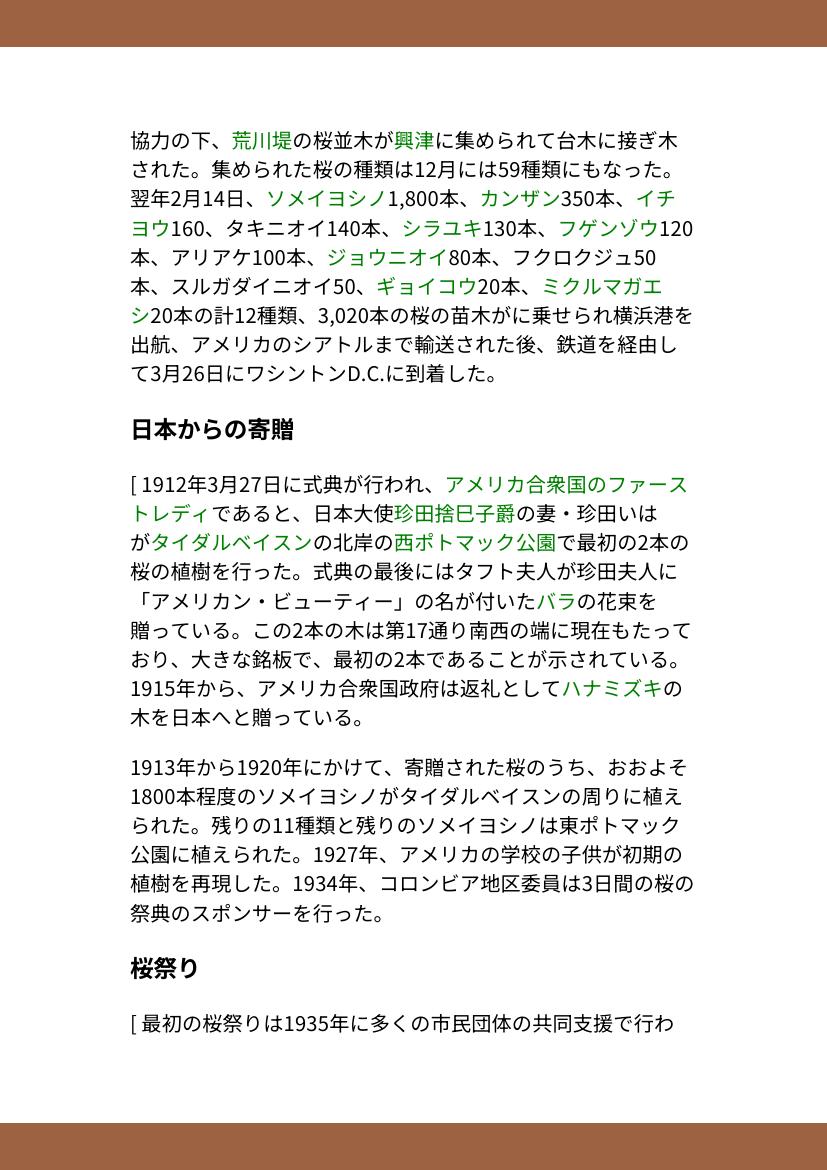 協力の下、荒川堤の桜並木が興津に集められて台木に接ぎ木
された。集められた桜の種類は12月には59種類にもなった。
翌年2月14日、ソメイヨシノ1,800本、カンザン350本、イチ
ヨウ160、タキニオイ140本、シラユキ130本、フゲンゾウ120
本、アリアケ100本、ジョウニオイ80本、フクロクジュ50
本、スルガダイニオイ50、ギョイコウ20本、ミクルマガエ
シ20本の計12種類、3,020本の桜の苗木がに乗せられ横浜港を
出航、アメリカのシアトルまで輸送された後、鉄道を経由し
て3月26日にワシントンD.C.に到着した。
日本からの寄贈
[ 1912年3月27日に式典が行われ、アメリカ合衆国のファース
トレディであると、日本大使珍田捨巳子爵の妻・珍田いは
がタイダルベイスンの北岸の西ポトマック公園で最初の2本の
桜の植樹を行った。式典の最後にはタフト夫人が珍田夫人に
「アメリカン・ビューティー」の名が付いたバラの花束を
贈っている。この2本の木は第17通り南西の端に現在もたって
おり、大きな銘板で、最初の2本であることが示されている。
1915年から、アメリカ合衆国政府は返礼としてハナミズキの
木を日本へと贈っている。
1913年から1920年にかけて、寄贈された桜のうち、おおよそ
1800本程度のソメイヨシノがタイダルベイスンの周りに植え
られた。残りの11種類と残りのソメイヨシノは東ポトマック
公園に植えられた。1927年、アメリカの学校の子供が初期の
植樹を再現した。1934年、コロンビア地区委員は3日間の桜の
祭典のスポンサーを行った。
桜祭り
[ 最初の桜祭りは1935年に多くの市民団体の共同支援で行わ